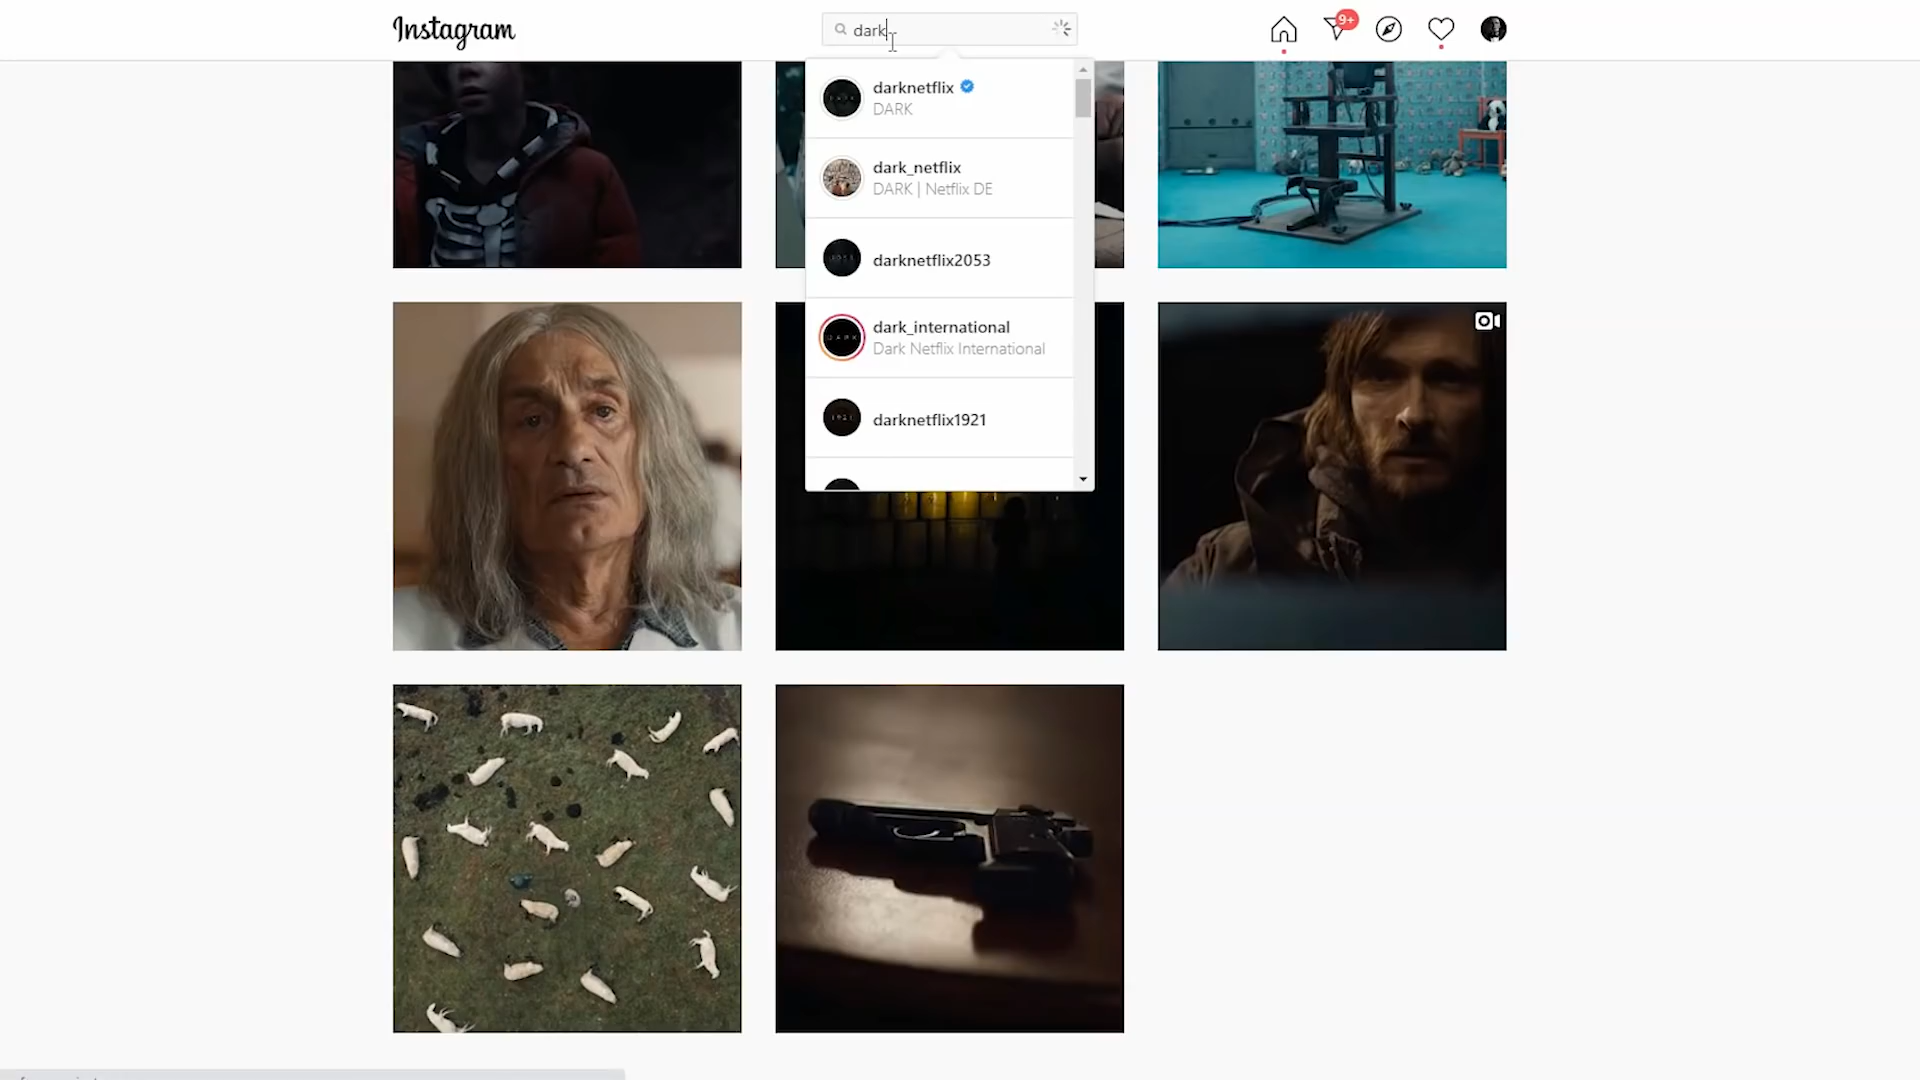 Instagram
dark
9+
darknetflix
DARK
dark_netflix
DARK | Netflix DE
darknetflix2053
dark_international
Dark Netflix International
darknetflix1921